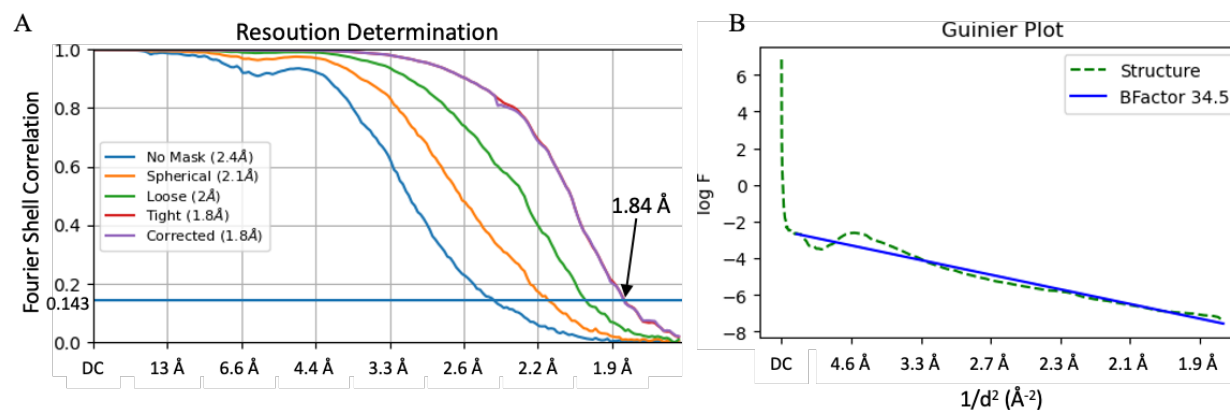 A
Resoution Determination
Fourier Shell Correlation
1.0
0.8
0.6
0.4
0.2
0.143
0.0
No Mask (2.4Å)
Spherical (2.1Å)
Loose (2Å)
Tight (1.8Å)
Corrected (1.8Å)
1.84 Å
DC 13 Å 6.6 Å 4.4 Å 3.3 Å 2.6 Å 2.2 Å 1.9 Å
B
Guinier Plot
log F
6
4
2
0
−2
−4
−6
−8
Structure
BFactor 34.5
DC 4.6 Å 3.3 Å 2.7 Å 2.3 Å 2.1 Å 1.9 Å
1/d² (Å⁻²)